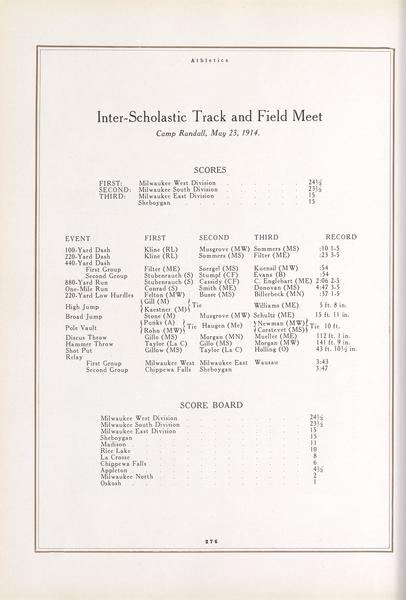 Athletics
Inter-Scholastic Track and Field Meet
Camp Randall, May 23, 1914.
SCORES
FIRST: Milwaukee West Division . . . . . . 24½
SECOND: Milwaukee South Division . . . . . . 23½
THIRD: Milwaukee East Division . . . . . . 15
Sheboygan . . . . . . 15
EVENT FIRST SECOND THIRD RECORD
100-Yard Dash Kline (RL) Musgrove (MW) Sommers (MS) :10 1-5
220-Yard Dash Kline (RL) Sommers (MS) Filter (ME) :23 3-5
440-Yard Dash
First Group Filter (ME) Soergel (MS) Kuensil (MW) :54
Second Group Stubenrauch (S) Stumpf (CF) Evans (B) :54
880-Yard Run Stubenrauch (S) Cassidy (CF) C. Englehart (ME) 2:06 2-5
One-Mile Run Conrad (S) Smith (ME) Donovan (MS) 4:47 3-5
220-Yard Low Hurdles Felton (MW) Busse (MS) Billerbeck (MN) :37 1-5
High Jump { Gill (M) Kaestner (M) } Tie Williams (ME) 5 ft. 8 in.
Broad Jump Stone (M) Musgrove (MW) Schultz (ME) 15 ft. 11 in.
Pole Vault { Punks (A) Rohn (MW) } Tie Haugen (Me) { Newman (MW) Corstevet (MS) } Tie 10 ft.
Discus Throw Gillo (MS) Morgan (MN) Mueller (ME) 112 ft. 1 in.
Hammer Throw Taylor (La C) Gillo (MS) Morgan (MW) 141 ft. 9 in.
Shot Put Gillow (MS) Taylor (La C) Holling (O) 43 ft. 10½ in.
Relay
First Genup Milwaukee West Milwaukee East Wausau 3:43
Second Group Chippewa Falls Sheboygan 3:47
SCORE BOARD
Milwaukee West Division . . . . . . 24½
Milwaukee South Division . . . . . . 23½
Milwaukee East Division . . . . . . 15
Sheboygan . . . . . . 15
Madison . . . . . . 11
Rice Lake . . . . . . 10
La Crosse . . . . . . 8
Chippewa Falls . . . . . . 6
Appleton . . . . . . 4½
Milwaukee North . . . . . . 2
Oskosh . . . . . . 1
276